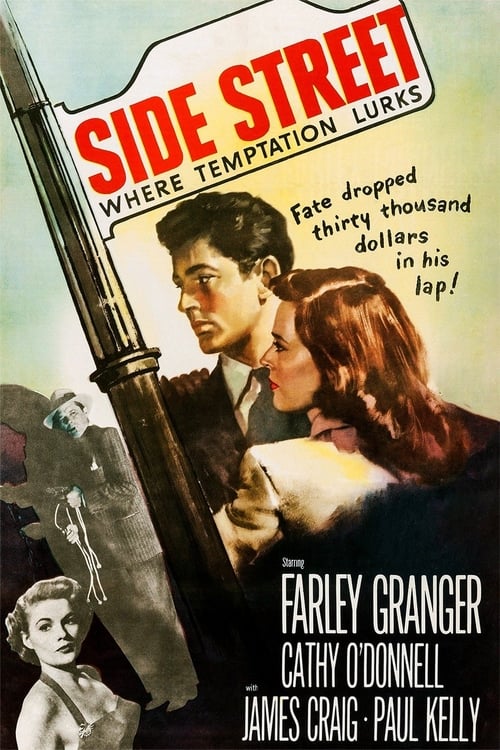 SIDE STREET
WHERE TEMPTATION LURKS
Fate dropped
thirty thousand
dollars
in his
lap!
Starring
FARLEY GRANGER
CATHY O'DONNELL
with
JAMES CRAIG · PAUL KELLY